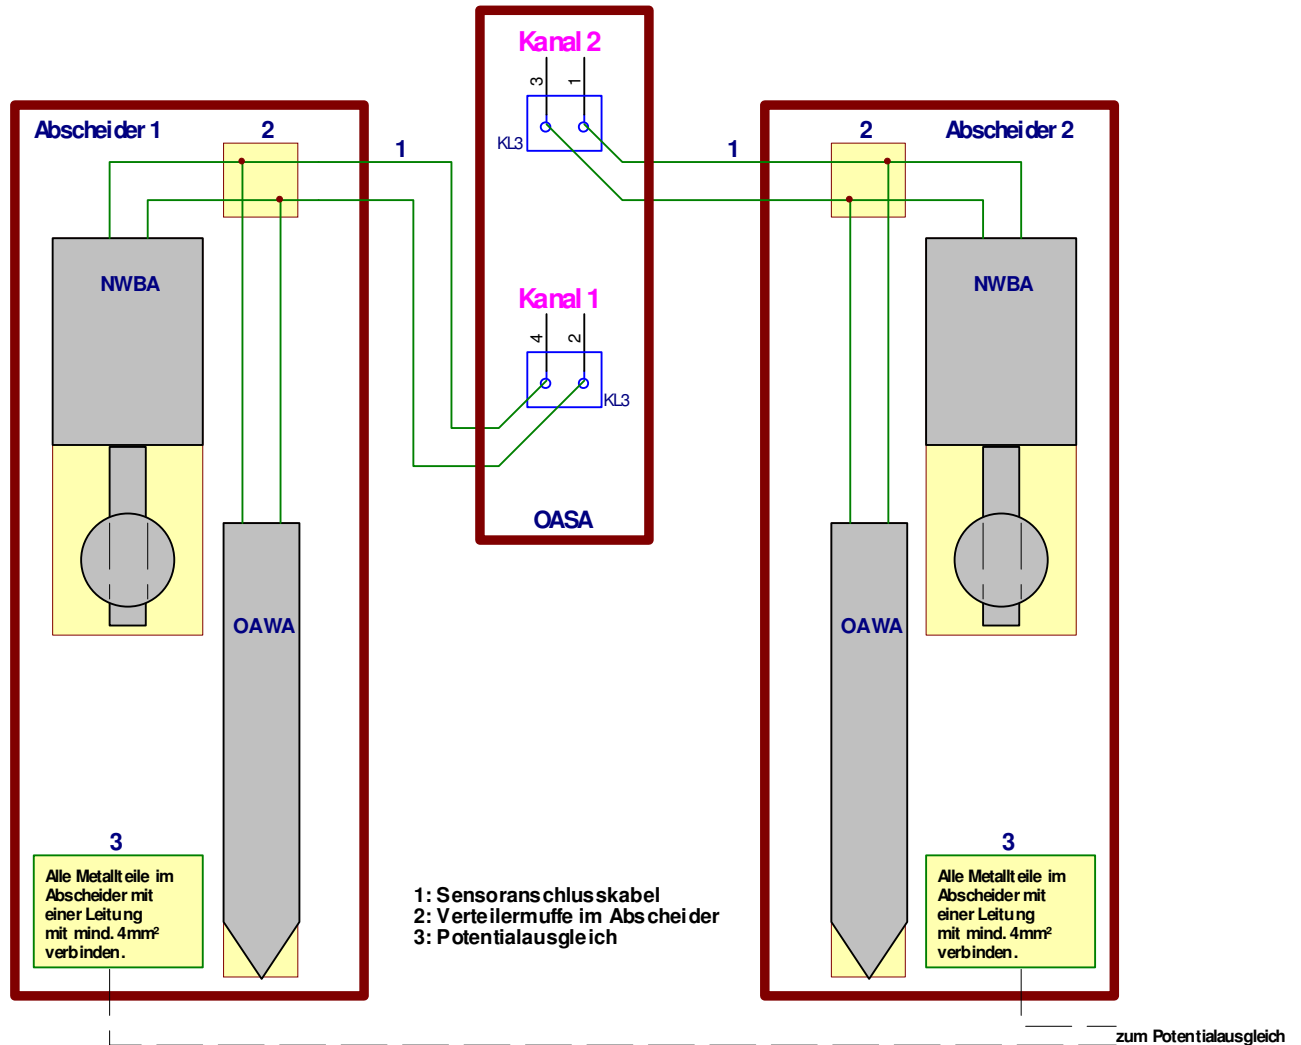 Kanal 2
3 1
KL3
Abscheider 1
2
1
1
2
Abscheider 2
NWBA
NWBA
Kanal 1
4 2
KL3
OASA
OAWA
OAWA
3
Alle Metallteile im
Abscheider mit
einer Leitung
mit mind. 4mm²
verbinden.
1: Sensoranschlusskabel
2: Verteilermuffe im Abscheider
3: Potentialausgleich
3
Alle Metallteile im
Abscheider mit
einer Leitung
mit mind. 4mm²
verbinden.
zum Potentialausgleich